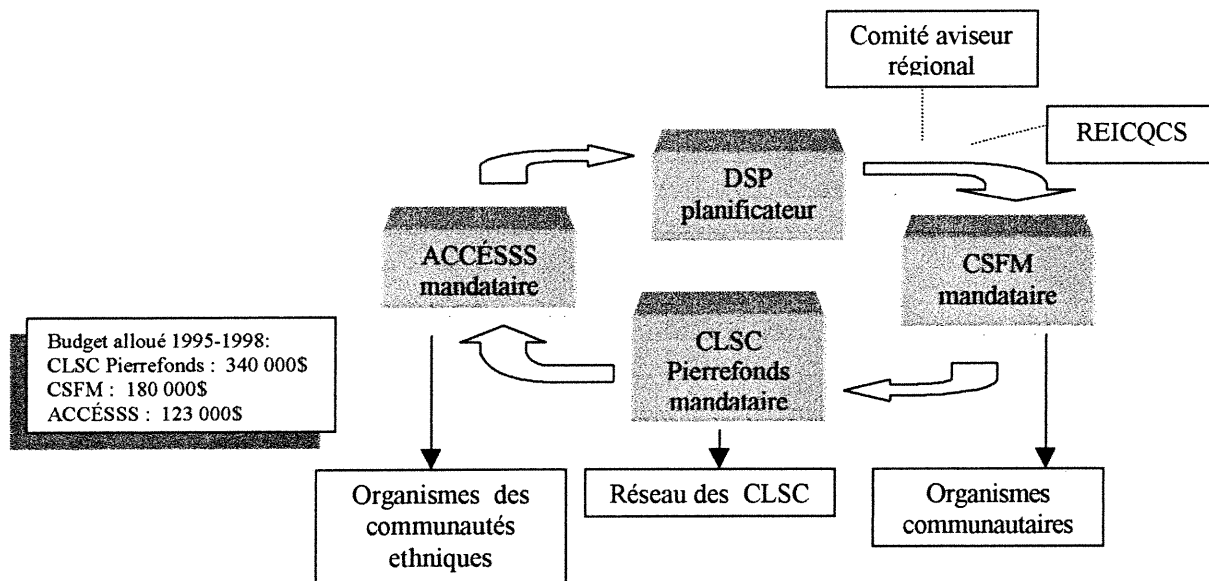 Comité aviseur
régional
REICQCS
DSP
planificateur
ACCÉSSS
mandataire
CSFM
mandataire
CLSC
Pierrefonds
mandataire
Budget alloué 1995-1998:
CLSC Pierrefonds : 340 000$
CSFM : 180 000$
ACCÉSSS : 123 000$
Organismes des
communautés
ethniques
Réseau des CLSC
Organismes
communautaires